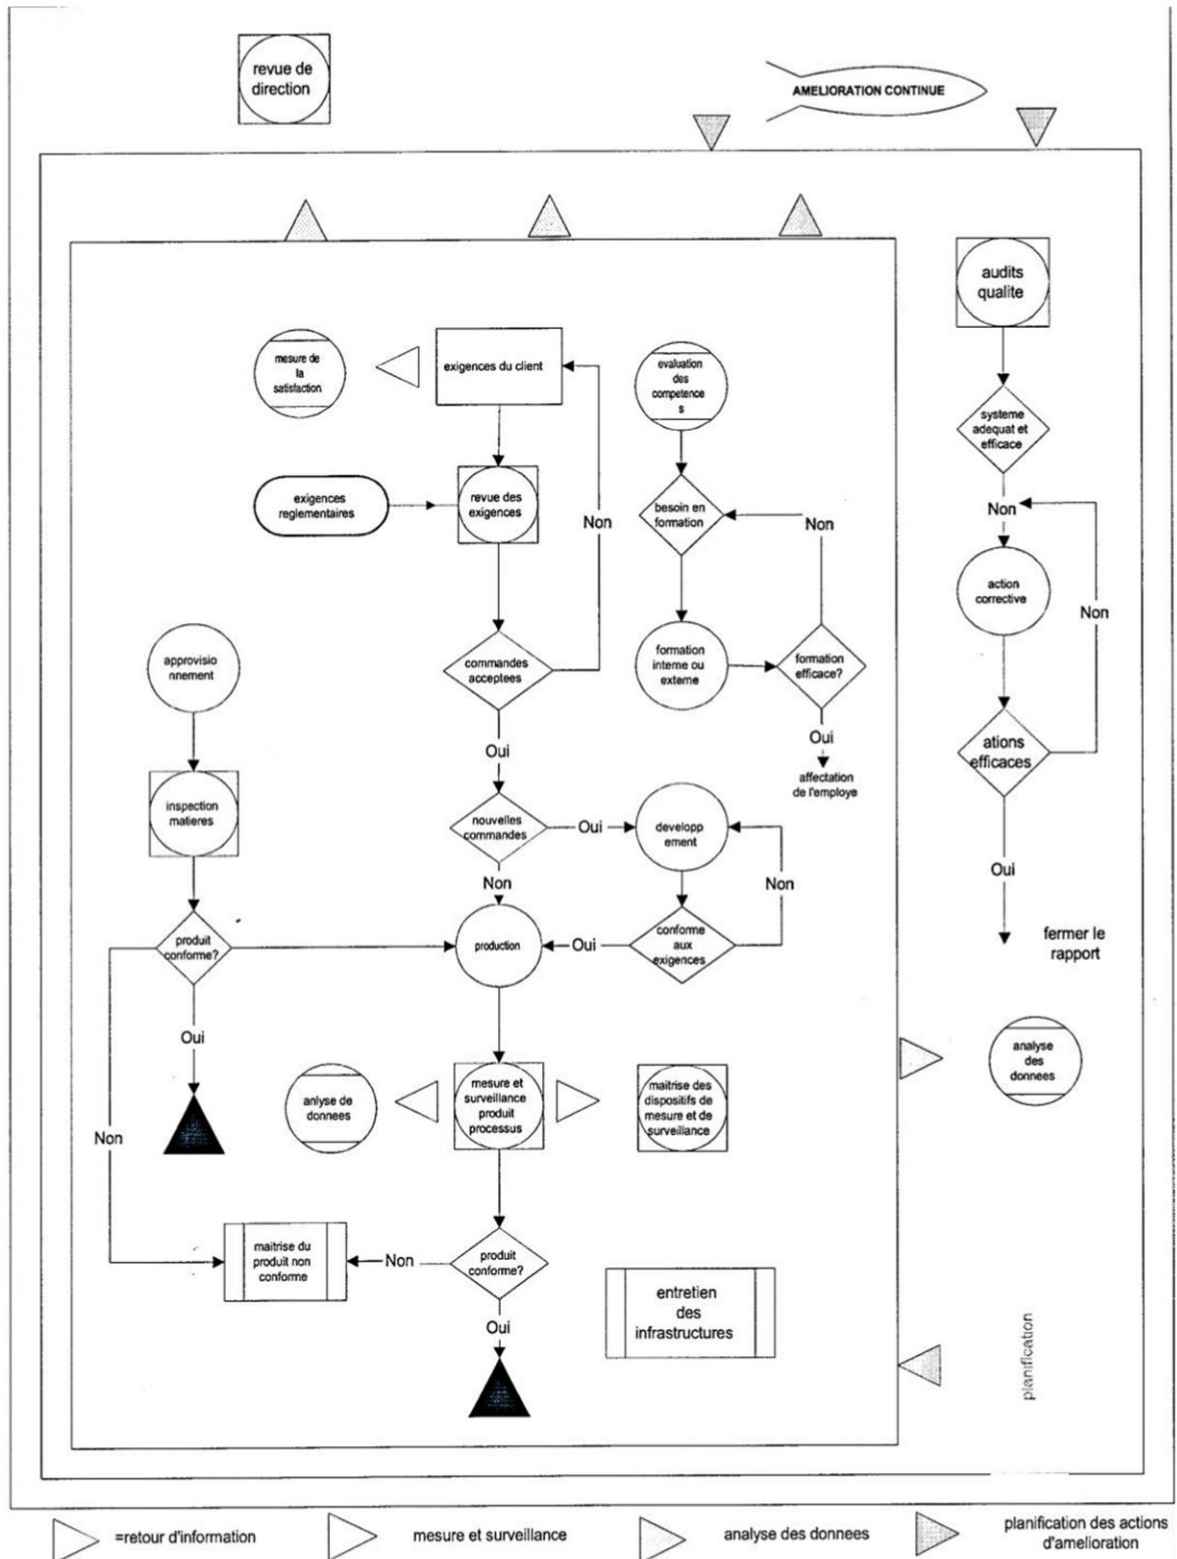 revue de
direction
AMELIORATION CONTINUE
audits
qualite
mesure de
la
satisfaction
exigences du client
evaluation
des
competence
s
systeme
adequat et
efficace
exigences
reglementaires
revue des
exigences
Non
besoin en
formation
Non
Non
action
corrective
Non
approvisio
nnement
commandes
acceptees
formation
interne ou
externe
formation
efficace?
Oui
Oui
ations
efficaces
affectation
de l'employe
inspection
matieres
nouvelles
commandes
Oui
developp
ement
Non
Non
Oui
produit
conforme?
production
Oui
conforme
aux
exigences
fermer le
rapport
Oui
anlyse de
donnees
mesure et
surveillance
produit
processus
maitrise des
dispositifs de
mesure et de
surveillance
analyse
des
donnees
Non
maitrise du
produit non
conforme
Non
produit
conforme?
entretien
des
infrastructures
Oui
planification
=retour d'information
mesure et surveillance
analyse des donnees
planification des actions
d'amelioration